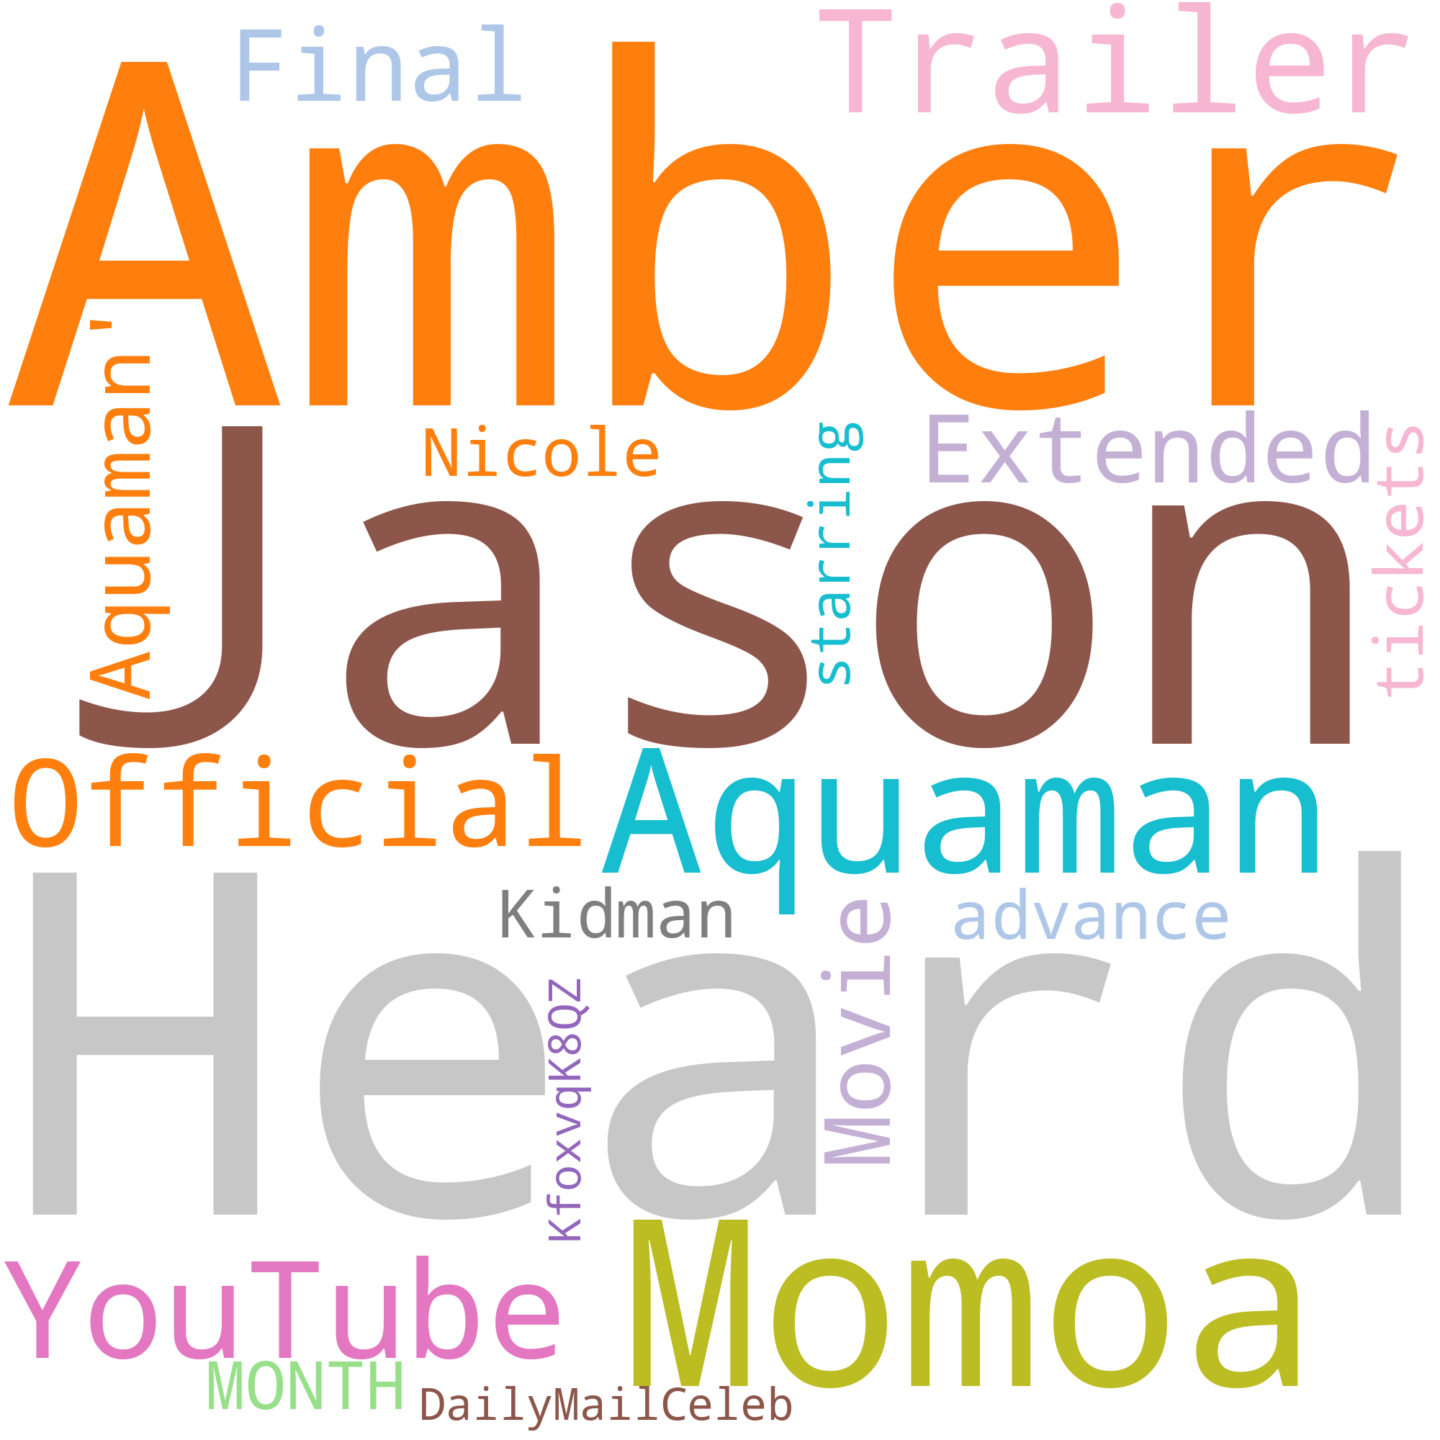 Final
Trailer
Amber
Aquaman'
Nicole
starring
Extended
tickets
Jason
Official
Aquaman
Kidman
Movie
advance
Heard
KfoxvqK8QZ
YouTube
Momoa
MONTH
DailyMailCeleb